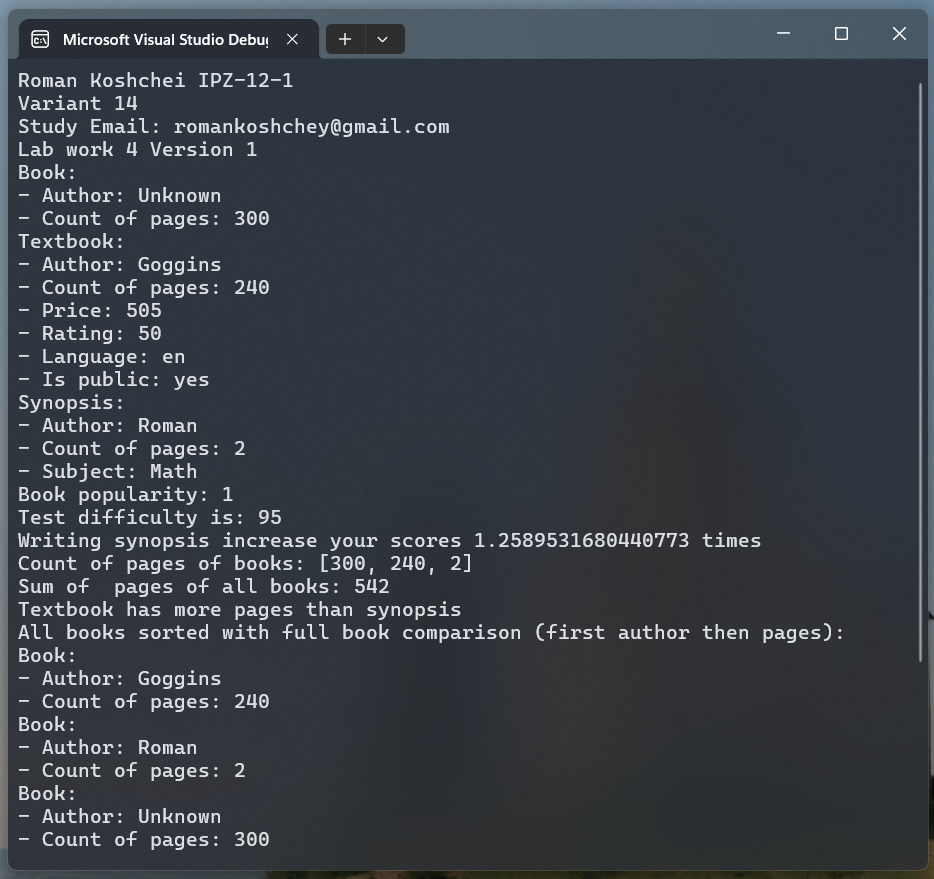 Microsoft Visual Studio Debu
Roman Koshchei IPZ-12-1
Variant 14
Study Email: romankoshchey@gmail.com
Lab work 4 Version 1
Book:
- Author: Unknown
- Count of pages: 300
Textbook:
- Author: Goggins
- Count of pages: 240
- Price: 505
- Rating: 50
- Language: en
- Is public: yes
Synopsis:
- Author: Roman
- Count of pages: 2
- Subject: Math
Book popularity: 1
Test difficulty is: 95
Writing synopsis increase your scores 1.2589531680440773 times
Count of pages of books: [300, 240, 2]
Sum of  pages of all books: 542
Textbook has more pages than synopsis
All books sorted with full book comparison (first author then pages):
Book:
- Author: Goggins
- Count of pages: 240
Book:
- Author: Roman
- Count of pages: 2
Book:
- Author: Unknown
- Count of pages: 300